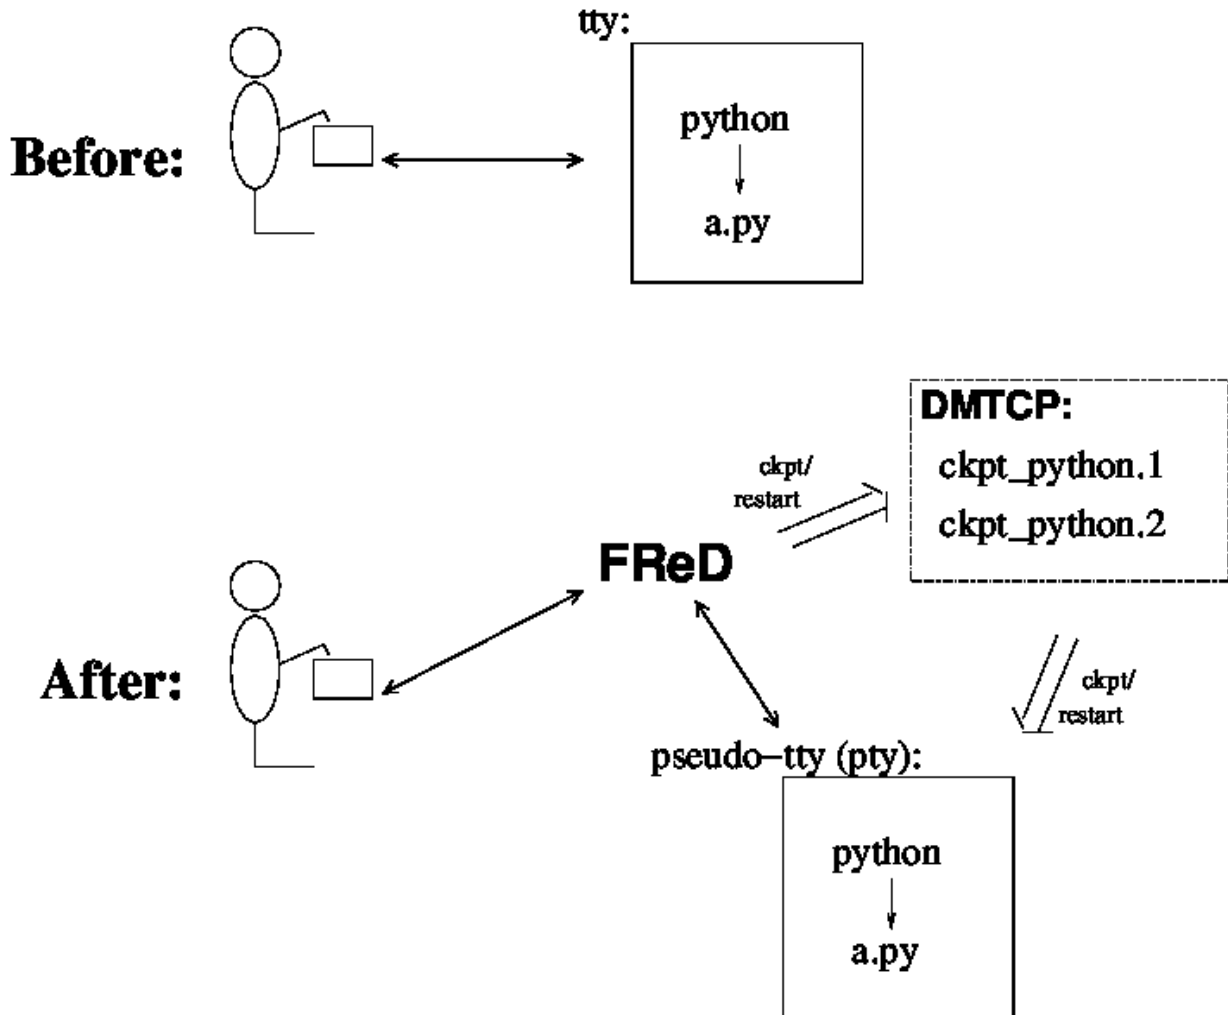 tty:
python
Before:
a.py
DMTCP:
ckpt/
restart
ckpt_python.1
ckpt_python.2
FReD
After:
ckpt/
restart
pseudo–tty (pty):
python
a.py